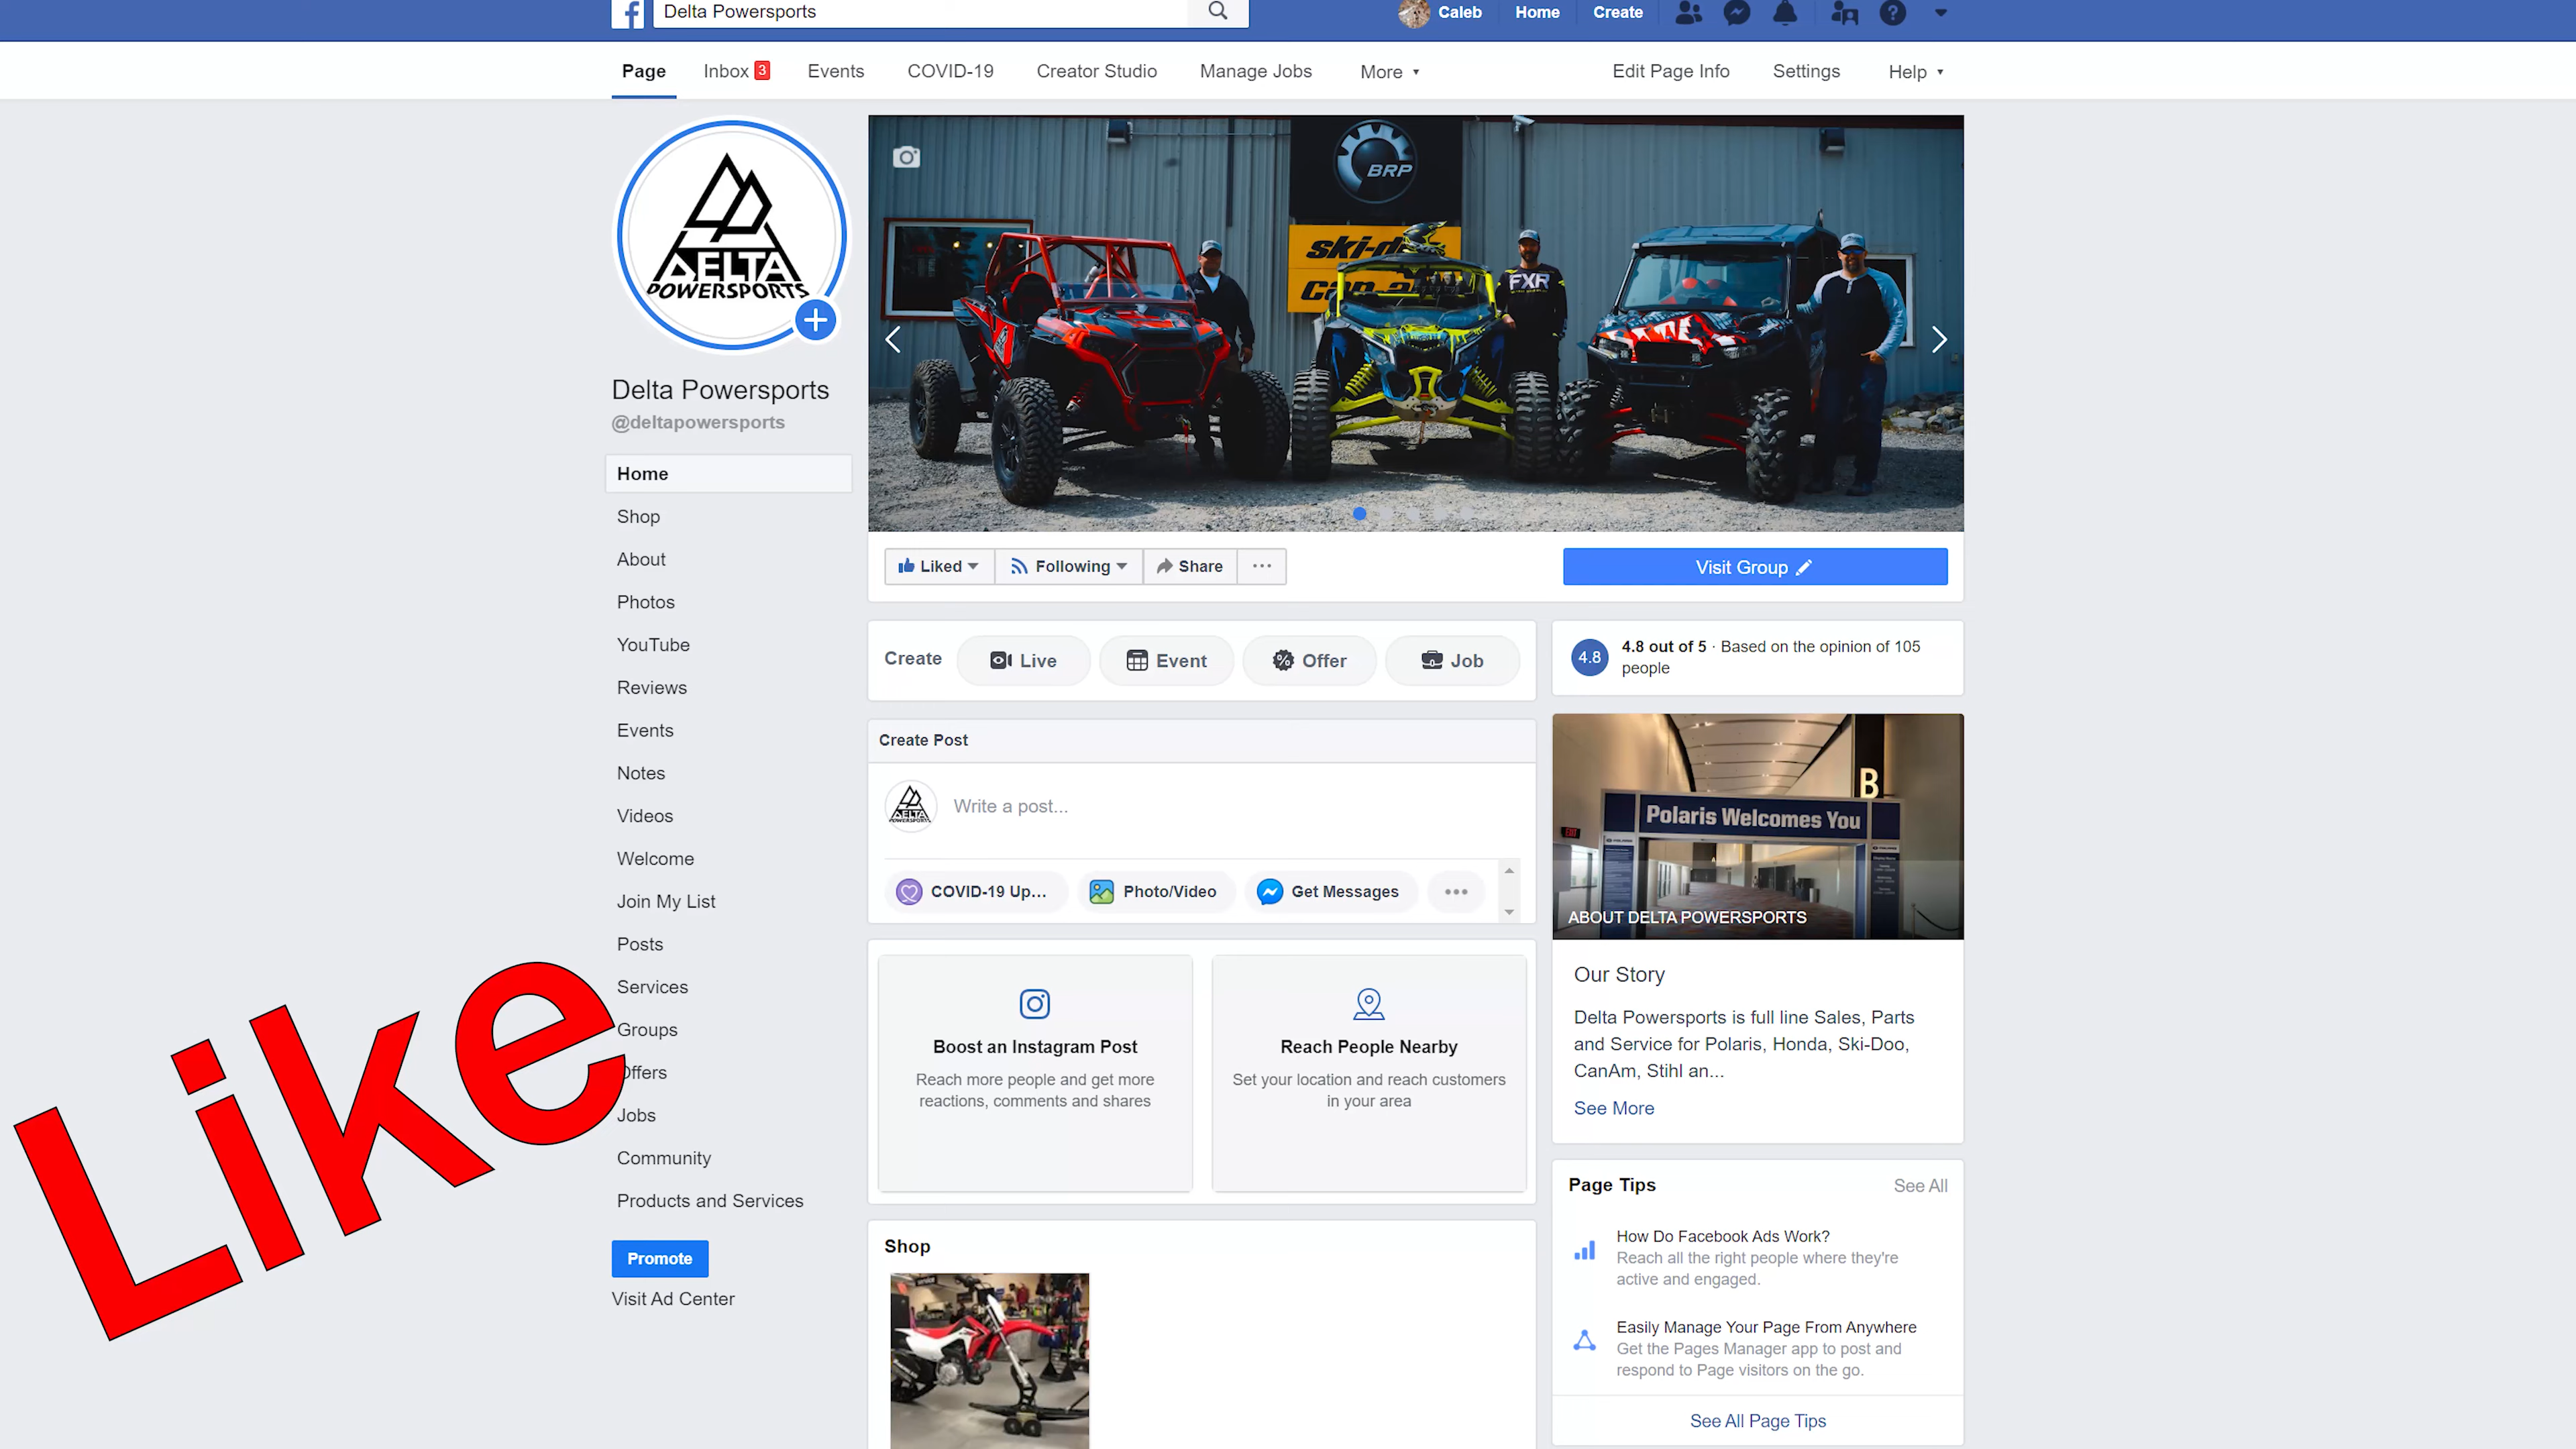 Delta Powersports
Caleb
Home
Create
Page
Inbox 3
Events
COVID-19
Creator Studio
Manage Jobs
More
Edit Page Info
Settings
Help
DELTA
POWERSPORTS
BRP
ski-d
FXR
Delta Powersports
@deltapowersports
Home
Shop
About
Photos
YouTube
Reviews
Events
Notes
Videos
Welcome
Join My List
Posts
Services
Groups
Offers
Jobs
Community
Products and Services
Promote
Visit Ad Center
Like
Liked
Following
Share
Visit Group
Create
Live
Event
Offer
Job
Create Post
DELTA
POWERSPORTS
Write a post...
COVID-19 Up...
Photo/Video
Get Messages
Boost an Instagram Post
Reach more people and get more
reactions, comments and shares
Reach People Nearby
Set your location and reach customers
in your area
Shop
4.8
4.8 out of 5 · Based on the opinion of 105
people
B
Polaris Welcomes You
EXIT
ABOUT DELTA POWERSPORTS
Our Story
Delta Powersports is full line Sales, Parts
and Service for Polaris, Honda, Ski-Doo,
CanAm, Stihl an...
See More
Page Tips
See All
How Do Facebook Ads Work?
Reach all the right people where they're
active and engaged.
Easily Manage Your Page From Anywhere
Get the Pages Manager app to post and
respond to Page visitors on the go.
See All Page Tips